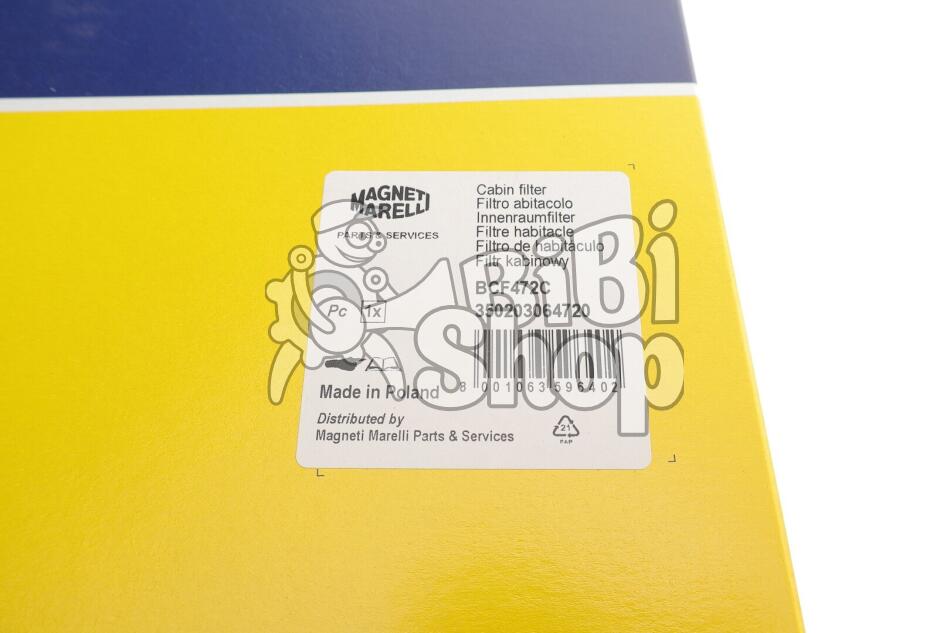 MAGNETI
MARELLI
PARTS & SERVICES
Cabin filter
Filtro abitacolo
Innenraumfilter
Filtre habitacle
Filtro de habitáculo
Filtr kabinowy
BCF472C
350203064720
Pc 1x
8 001063 596402
Made in Poland
Distributed by
Magneti Marelli Parts & Services
21
PAP
BiBi
Shop